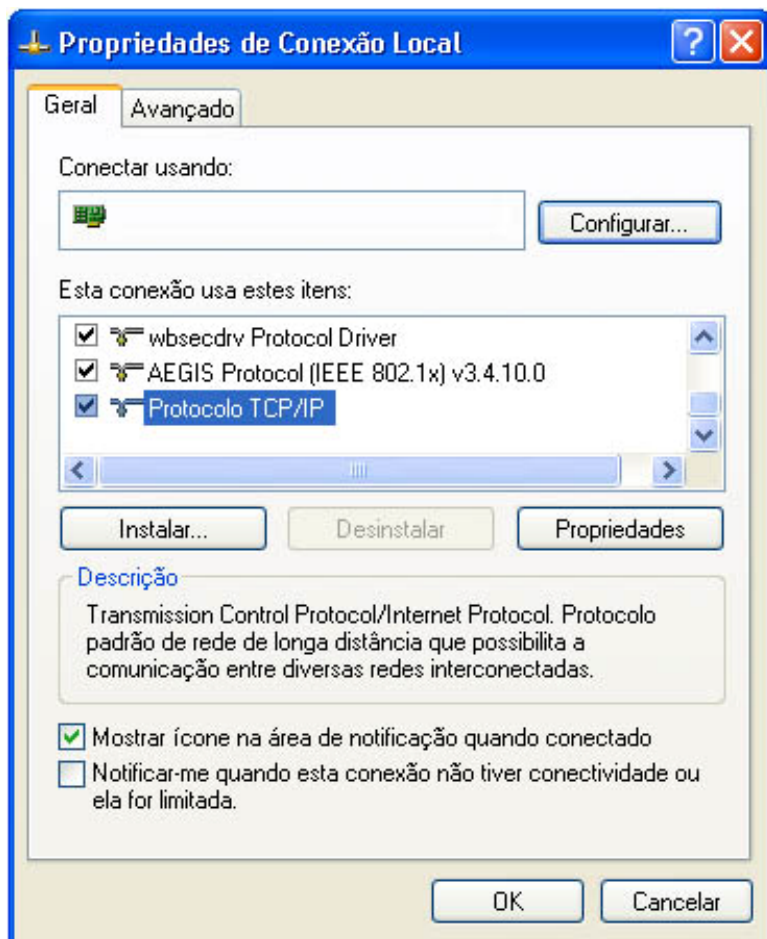 Propriedades de Conexão Local
Geral
Avançado
Conectar usando:
Configurar...
Esta conexão usa estes itens:
wbsecdrv Protocol Driver
AEGIS Protocol (IEEE 802.1x) v3.4.10.0
Protocolo TCP/IP
Instalar...
Desinstalar
Propriedades
Descrição
Transmission Control Protocol/Internet Protocol. Protocolo
padrão de rede de longa distância que possibilita a
comunicação entre diversas redes interconectadas.
Mostrar ícone na área de notificação quando conectado
Notificar-me quando esta conexão não tiver conectividade ou
ela for limitada.
OK
Cancelar